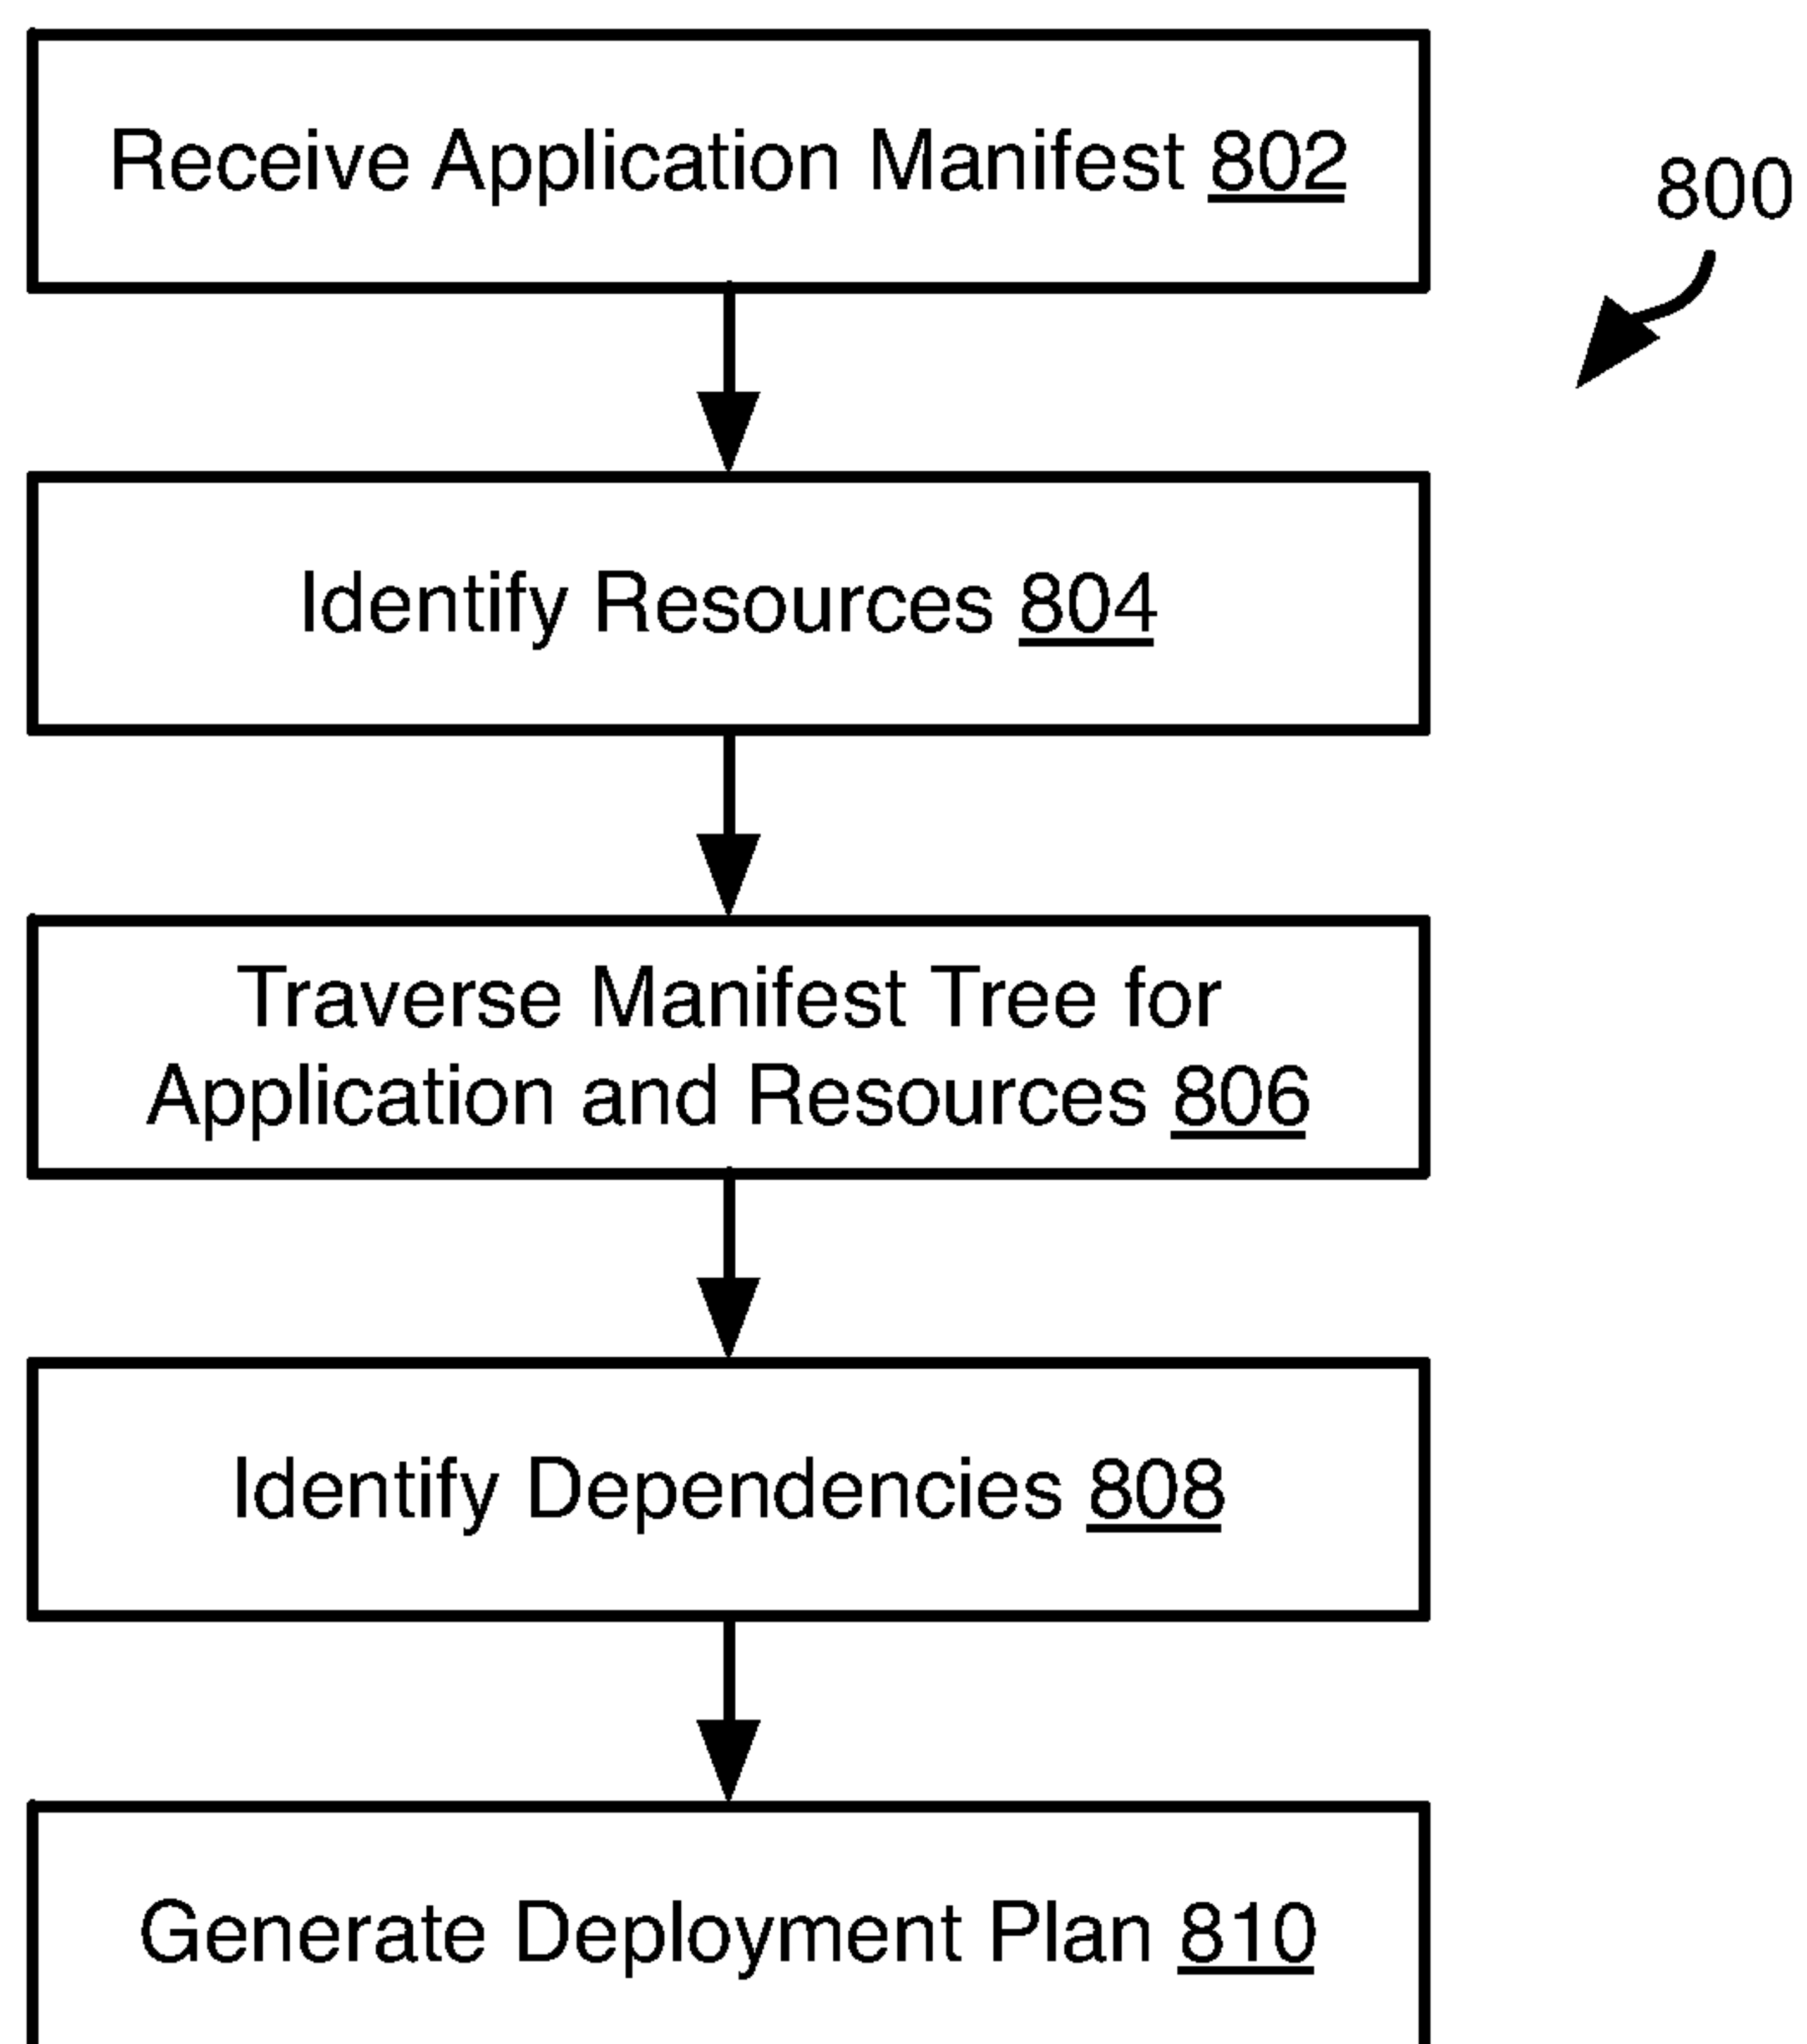 Receive Application Manifest 802
800
Identify Resources 804
Traverse Manifest Tree for
Application and Resources 806
Identify Dependencies 808
Generate Deployment Plan 810